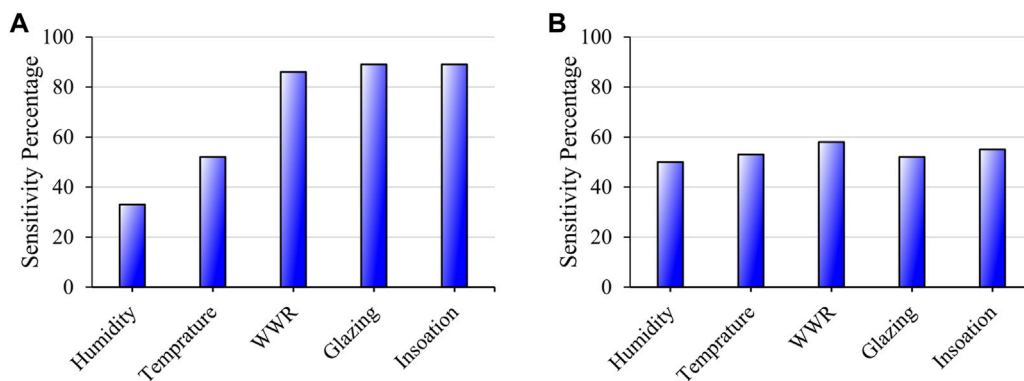 A
Sensitivity Percentage
100
80
60
40
20
0
Humidity
Temprature
WWR
Glazing
Insoation
B
Sensitivity Percentage
100
80
60
40
20
0
Humidity
Temprature
WWR
Glazing
Insoation